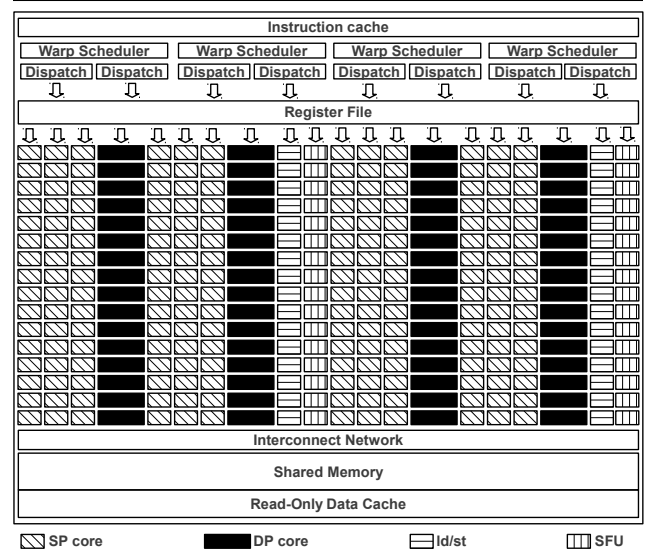 Instruction cache
Warp Scheduler Warp Scheduler Warp Scheduler Warp Scheduler
Dispatch Dispatch Dispatch Dispatch Dispatch Dispatch Dispatch Dispatch
Register File
Interconnect Network
Shared Memory
Read-Only Data Cache
SP core DP core ld/st SFU